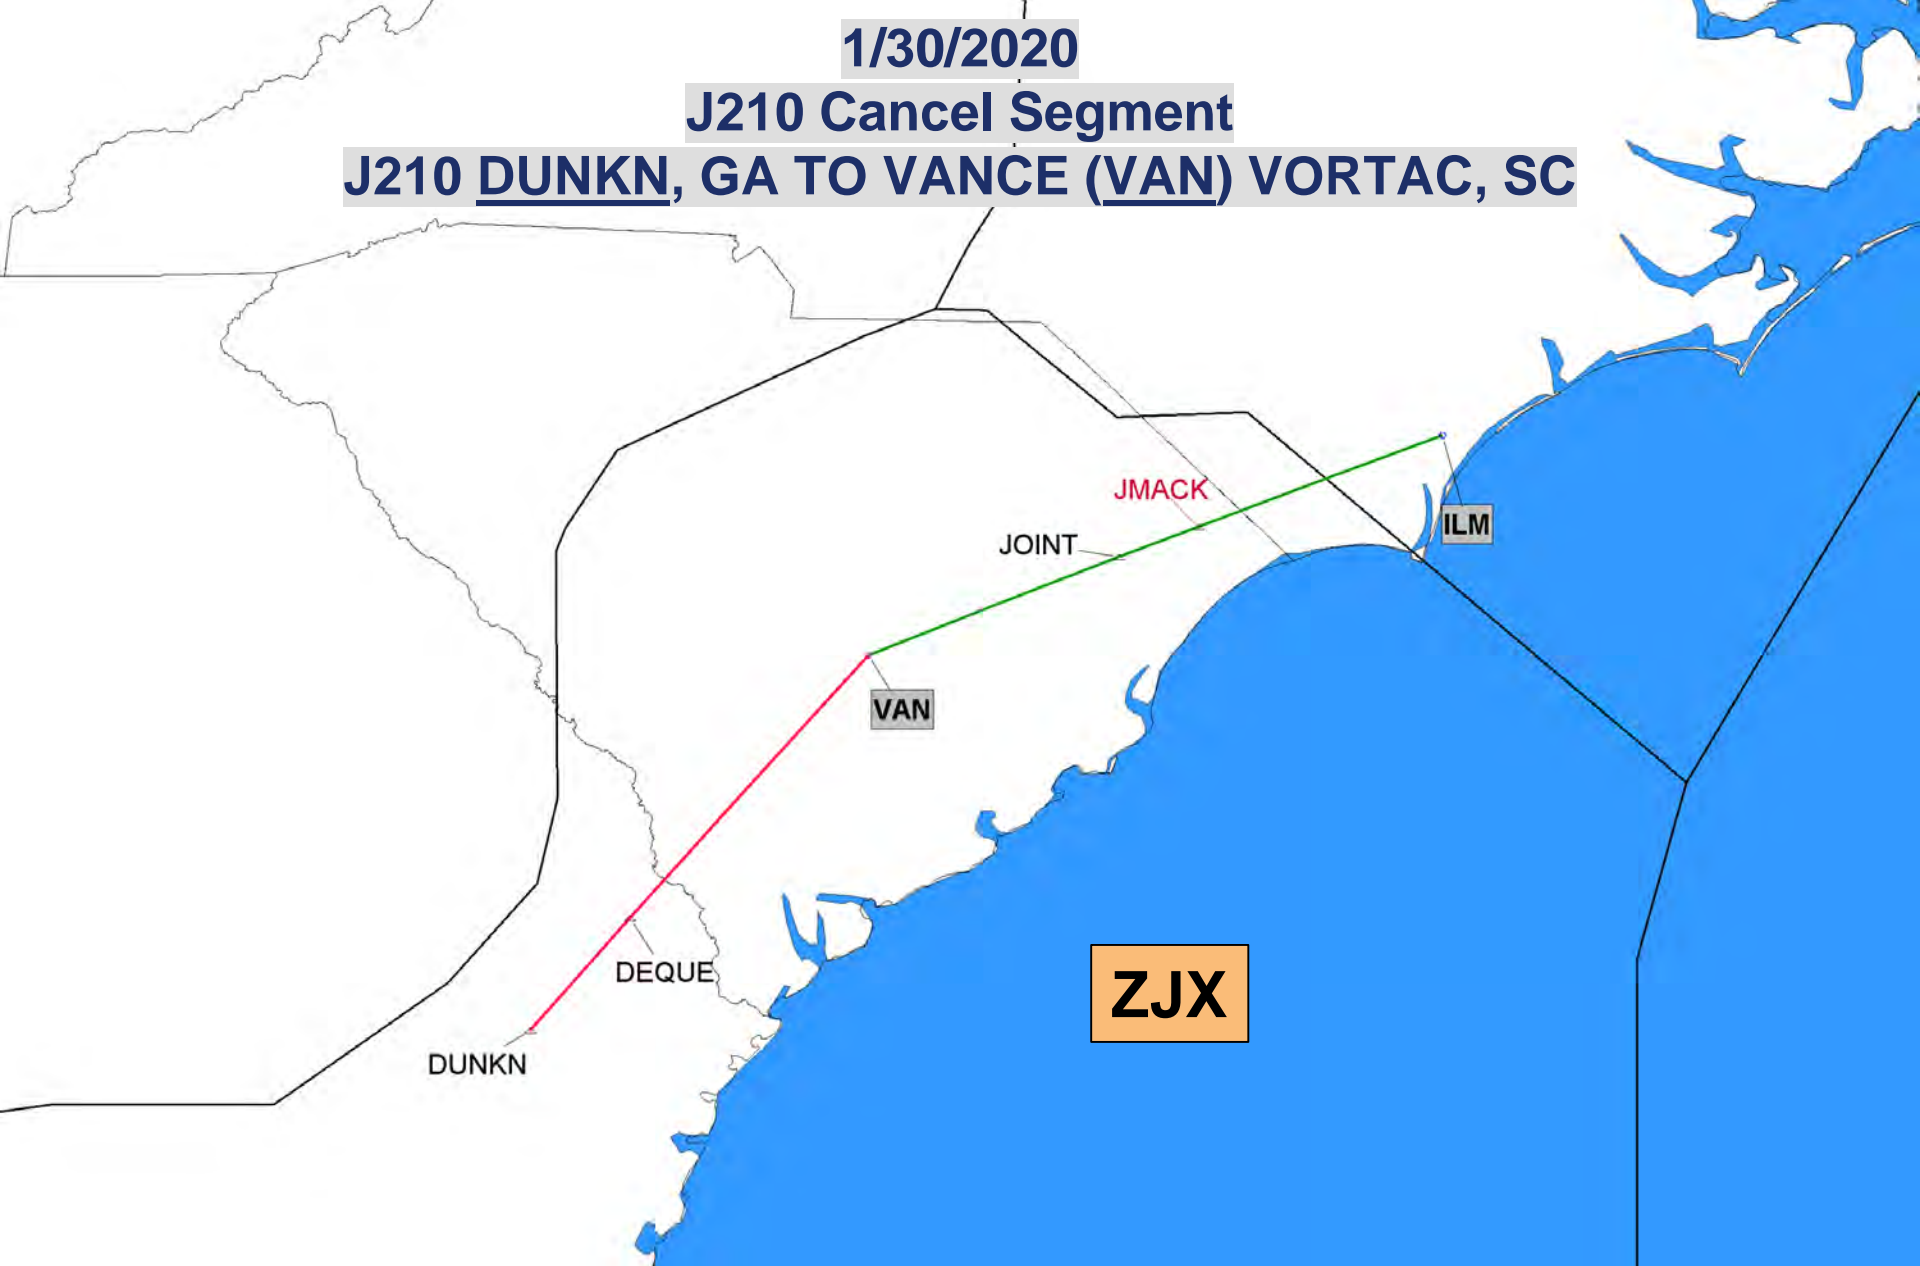 1/30/2020
J210 Cancel Segment
J210 DUNKN, GA TO VANCE (VAN) VORTAC, SC
JMACK
ILM
JOINT
VAN
DEQUE
ZJX
DUNKN